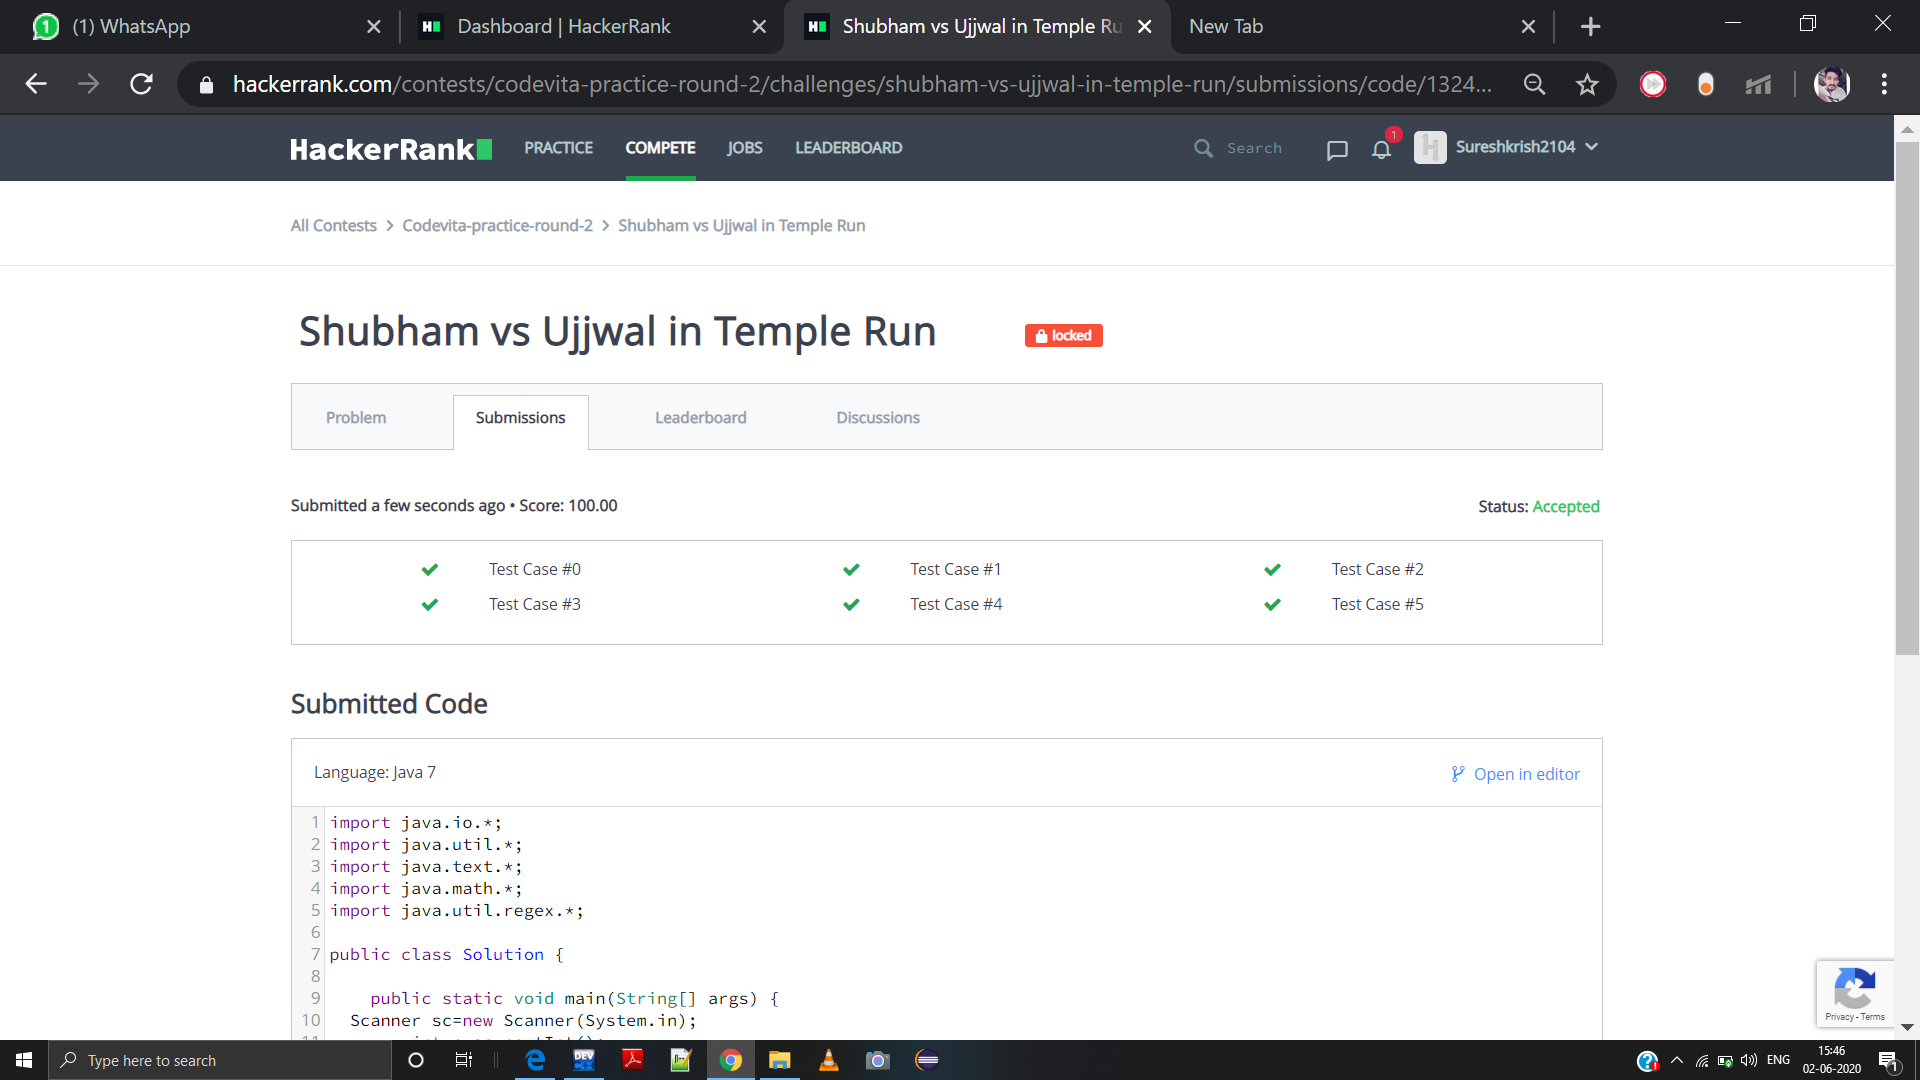 (1) WhatsApp
Dashboard | HackerRank
Shubham vs Ujjwal in Temple Ru
New Tab
hackerrank.com/contests/codevita-practice-round-2/challenges/shubham-vs-ujjwal-in-temple-run/submissions/code/1324...
HackerRank PRACTICE COMPETE JOBS LEADERBOARD Search 1 Sureshkrish2104
All Contests > Codevita-practice-round-2 > Shubham vs Ujjwal in Temple Run
Shubham vs Ujjwal in Temple Run locked
Problem Submissions Leaderboard Discussions
Submitted a few seconds ago • Score: 100.00 Status: Accepted
Test Case #0 Test Case #1 Test Case #2
Test Case #3 Test Case #4 Test Case #5
Submitted Code
Language: Java 7 Open in editor
1 import java.io.*;
2 import java.util.*;
3 import java.text.*;
4 import java.math.*;
5 import java.util.regex.*;
6
7 public class Solution {
8
9 public static void main(String[] args) {
10 Scanner sc=new Scanner(System.in);
Privacy - Terms
Type here to search
DEV
ENG
15:46
02-06-2020
1